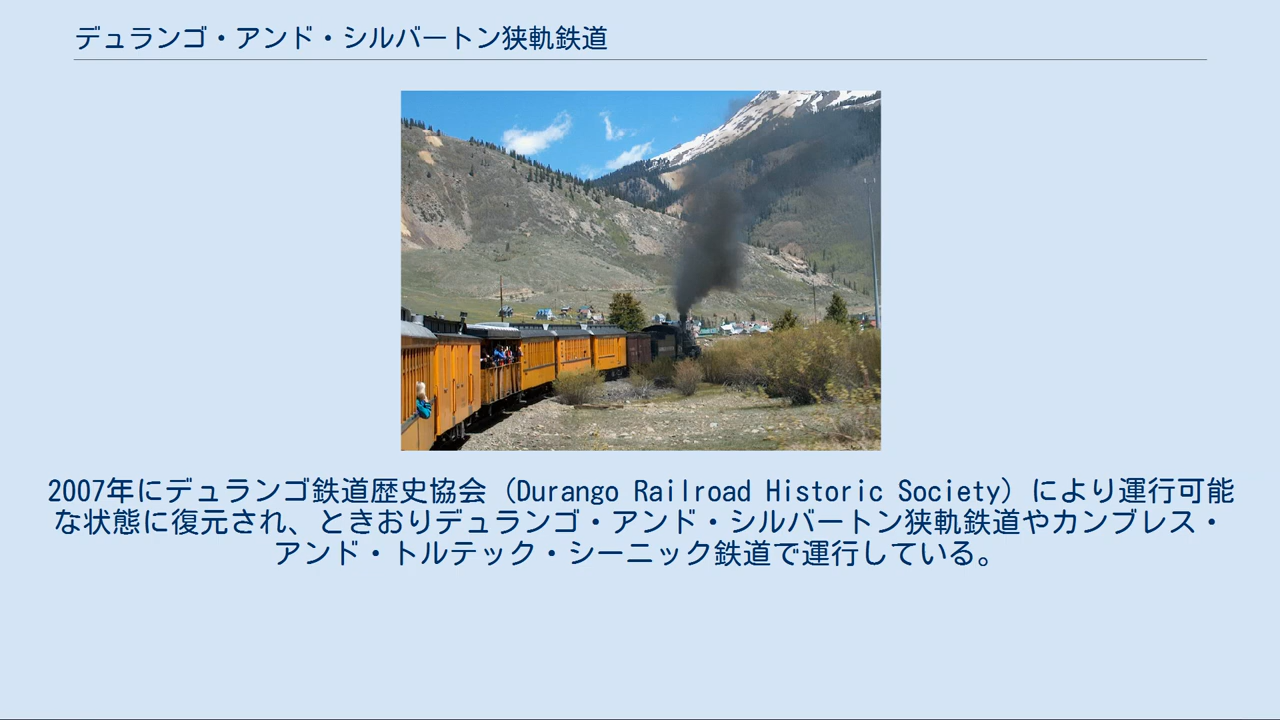 デュランゴ・アンド・シルバートン狭軌鉄道
2007年にデュランゴ鉄道歴史協会（Durango Railroad Historic Society）により運行可能
な状態に復元され、ときおりデュランゴ・アンド・シルバートン狭軌鉄道やカンブレス・
アンド・トルテック・シーニック鉄道で運行している。